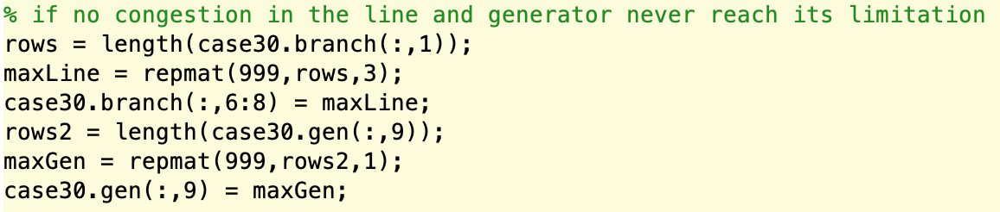 % if no congestion in the line and generator never reach its limitation
rows = length(case30.branch(:,1));
maxLine = repmat(999,rows,3);
case30.branch(:,6:8) = maxLine;
rows2 = length(case30.gen(:,9));
maxGen = repmat(999,rows2,1);
case30.gen(:,9) = maxGen;